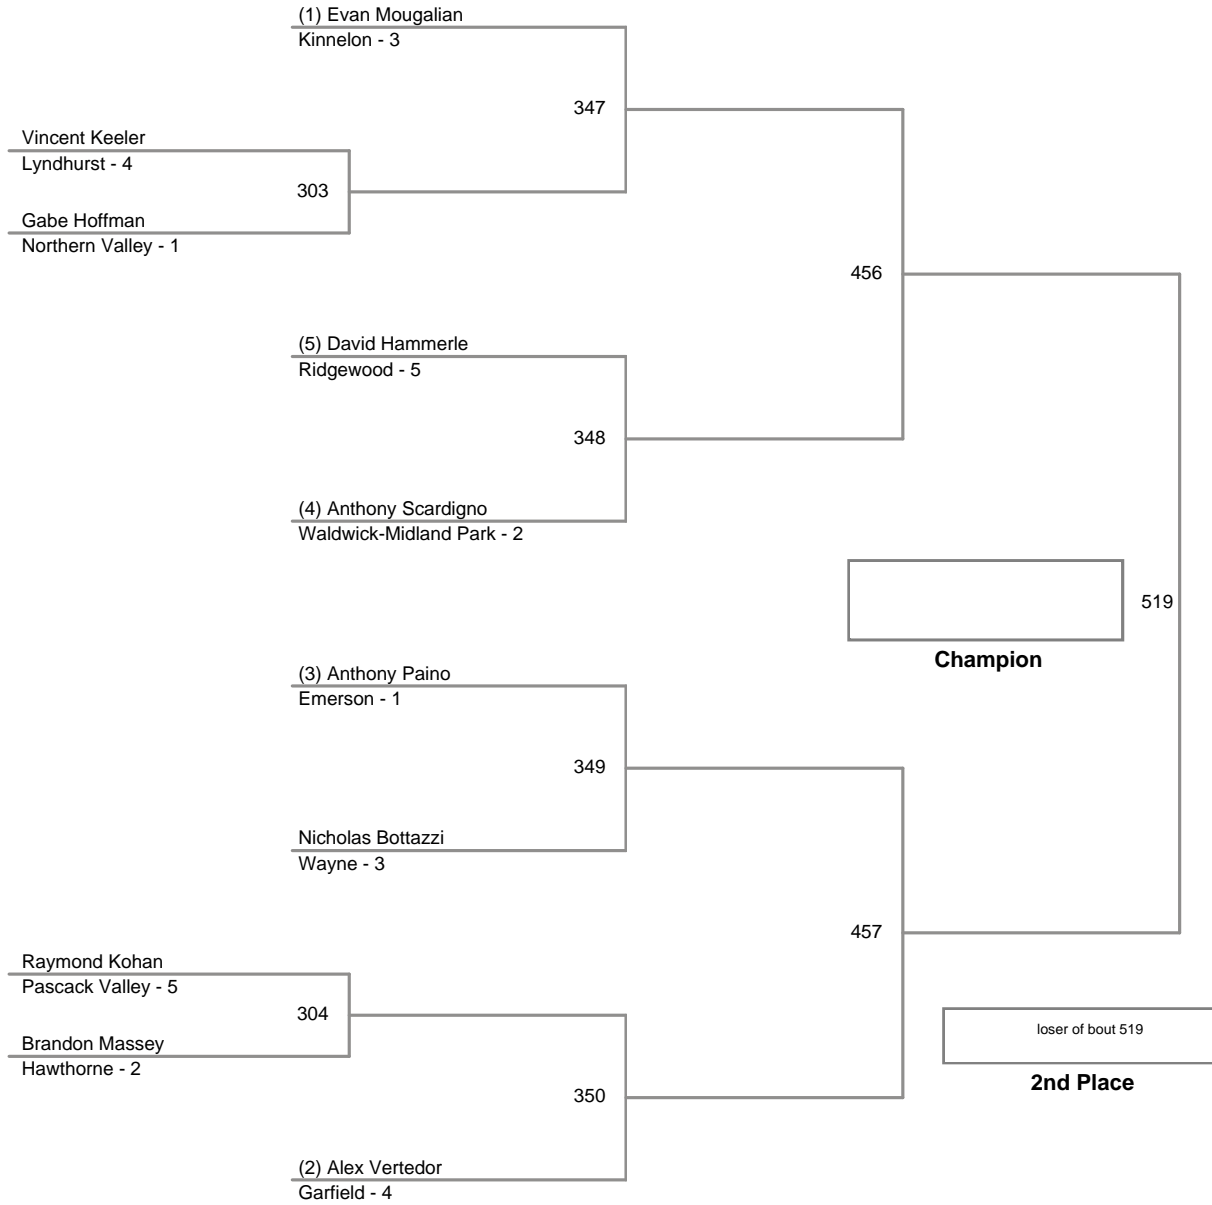 (1) Evan Mougalian
Kinnelon - 3
347
Vincent Keeler
Lyndhurst - 4
303
Gabe Hoffman
Northern Valley - 1
456
(5) David Hammerle
Ridgewood - 5
348
(4) Anthony Scardigno
Waldwick-Midland Park - 2
519
Champion
(3) Anthony Paino
Emerson - 1
349
Nicholas Bottazzi
Wayne - 3
457
Raymond Kohan
Pascack Valley - 5
304
Brandon Massey
Hawthorne - 2
loser of bout 519
2nd Place
350
(2) Alex Vertedor
Garfield - 4